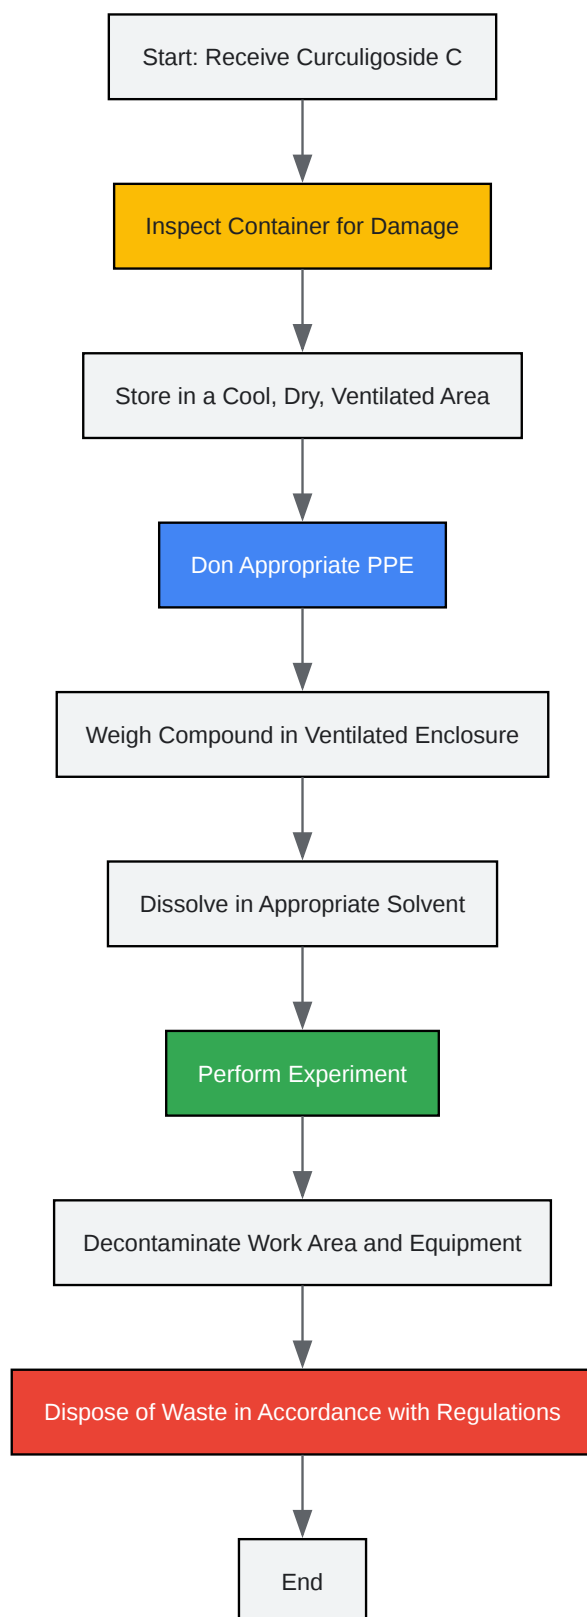 Start: Receive Curculigoside C
Inspect Container for Damage
Store in a Cool, Dry, Ventilated Area
Don Appropriate PPE
Weigh Compound in Ventilated Enclosure
Dissolve in Appropriate Solvent
Perform Experiment
Decontaminate Work Area and Equipment
Dispose of Waste in Accordance with Regulations
End